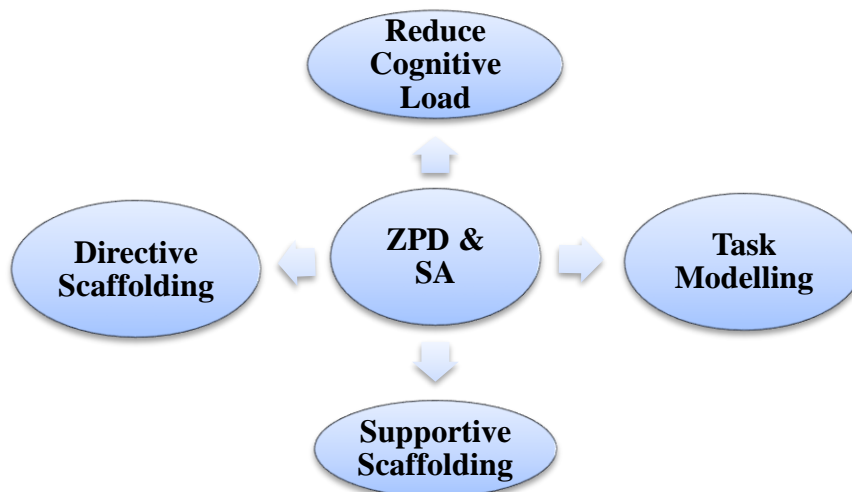 Reduce
Cognitive
Load
Directive
Scaffolding
ZPD &
SA
Task
Modelling
Supportive
Scaffolding